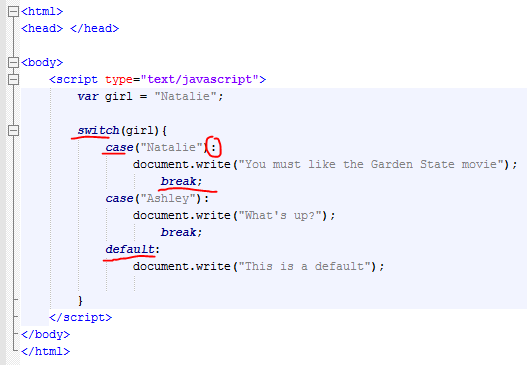 <html>
<head> </head>
<body>
<script type="text/javascript">
var girl = "Natalie";
switch(girl){
case("Natalie"):
document.write("You must like the Garden State movie");
break;
case("Ashley"):
document.write("What's up?");
break;
default:
document.write("This is a default");
}
</script>
</body>
</html>